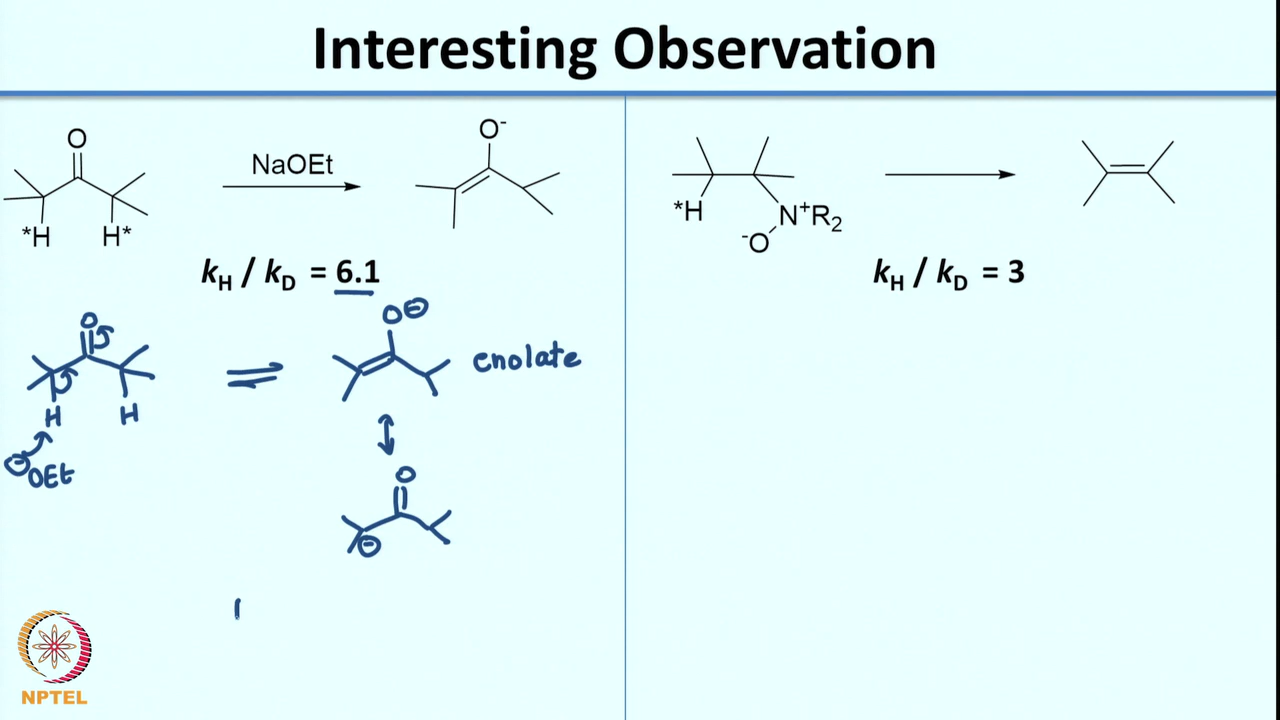 Interesting Observation
O
*H
H*
NaOEt
O-
kH / kD = 6.1
O
H
H
⊖OEt
O⊖
enolate
O
⊖
*H
N+R2
-O
kH / kD = 3
NPTEL